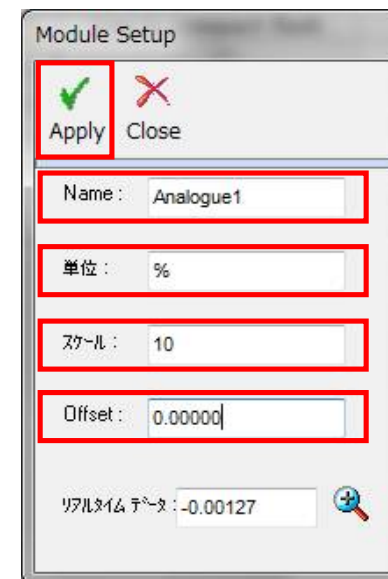 Module Setup
Apply Close
Name : Analogue1
単位 : %
ｽｹｰﾙ : 10
Offset : 0.00000
ﾘｱﾙﾀｲﾑ ﾃﾞｰﾀ : -0.00127